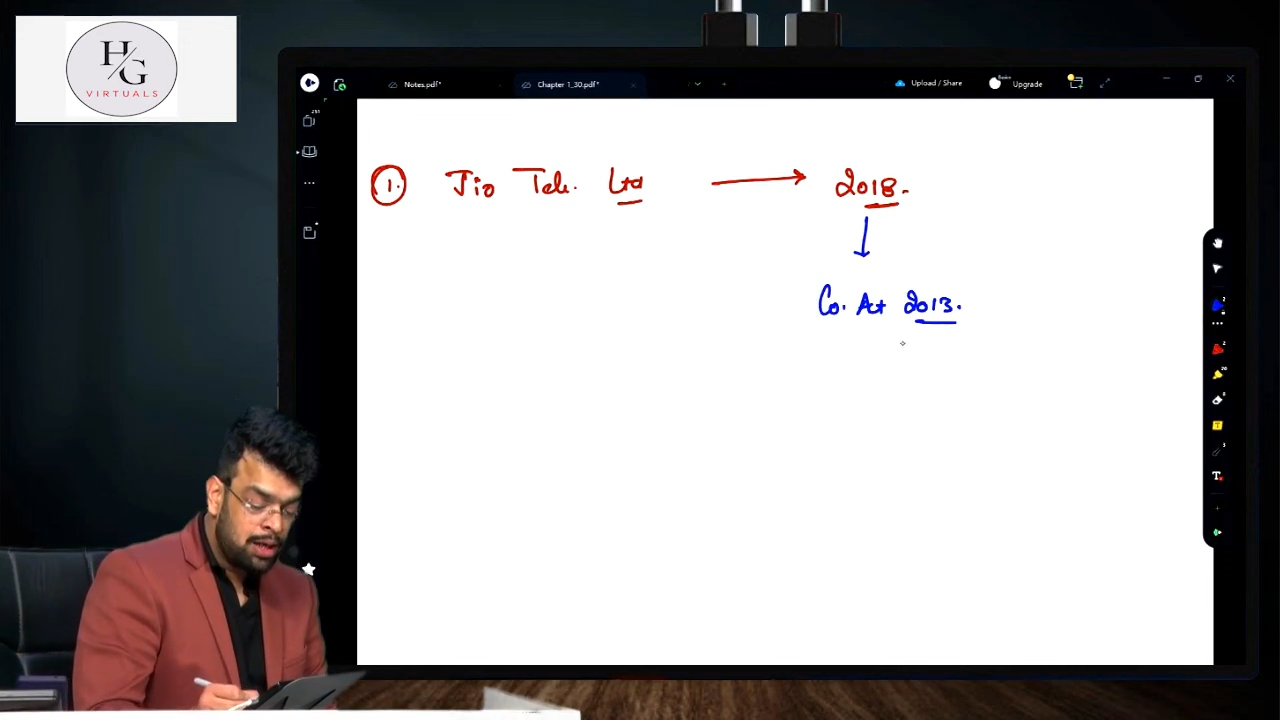 H/G
VIRTUALS
Notes.pdf*
Chapter 1_30.pdf*
Upload / Share
Upgrade
1. Jio Tele. Ltd → 2018.
Co. Act 2013.